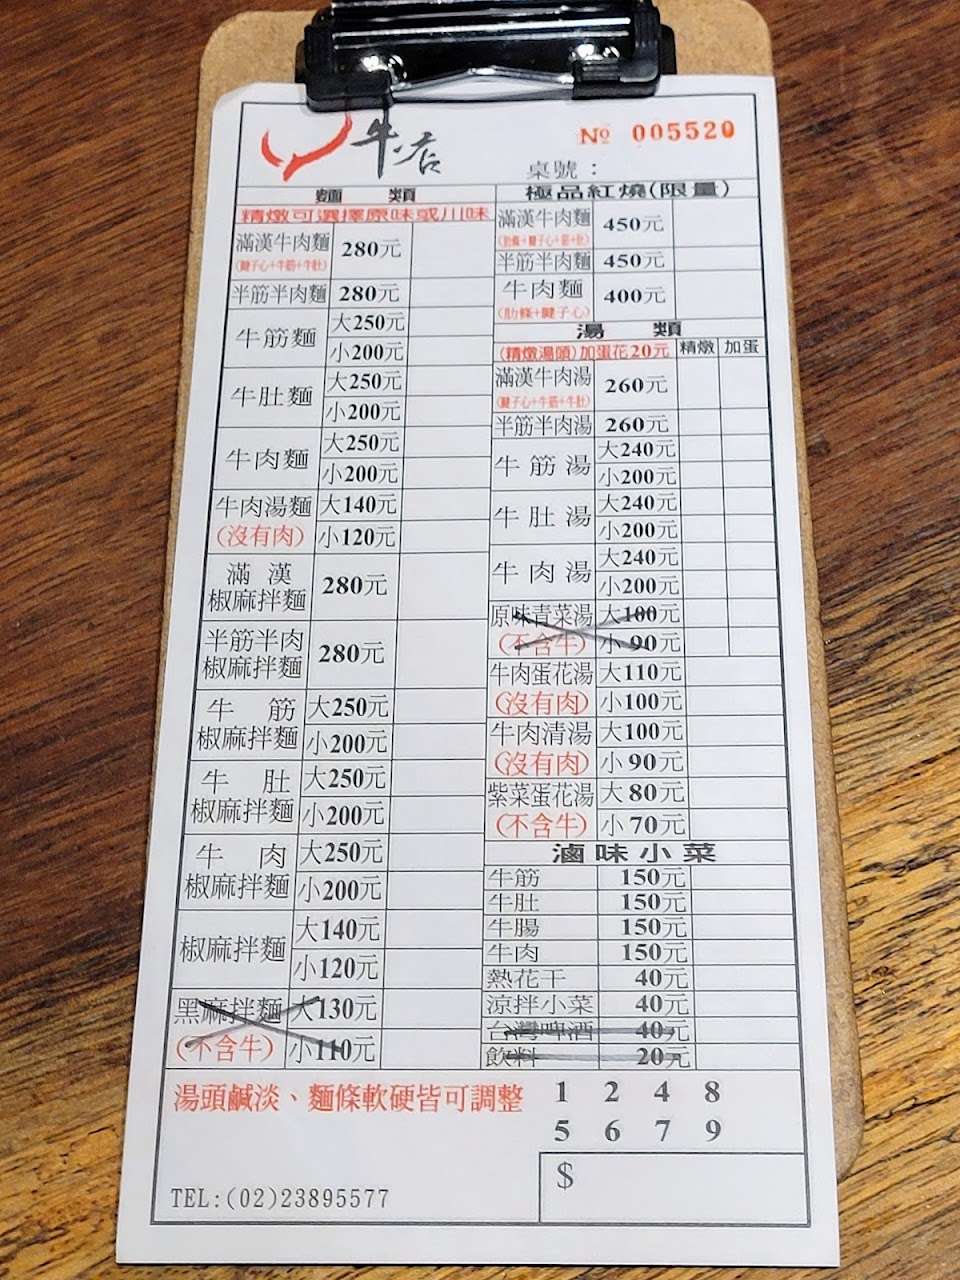 牛店
№ 005520
桌號：
麵 類
精燉可選擇原味或川味
滿漢牛肉麵 280元
(腱子心+牛筋+牛肚)
半筋半肉麵 280元
牛筋麵 大250元
小200元
牛肚麵 大250元
小200元
牛肉麵 大250元
小200元
牛肉湯麵 大140元
(沒有肉) 小120元
滿漢
椒麻拌麵 280元
半筋半肉
椒麻拌麵 280元
牛筋 大250元
椒麻拌麵 小200元
牛肚 大250元
椒麻拌麵 小200元
牛肉 大250元
椒麻拌麵 小200元
椒麻拌麵 大140元
小120元
黑麻拌麵 大130元
(不含牛) 小110元
極品紅燒(限量)
滿漢牛肉麵 450元
(肋條+腱子心+筋+肚)
半筋半肉麵 450元
牛肉麵 400元
(肋條+腱子心)
湯 類
(精燉湯頭)加蛋花20元 精燉 加蛋
滿漢牛肉湯 260元
(腱子心+牛筋+牛肚)
半筋半肉湯 260元
牛筋湯 大240元
小200元
牛肚湯 大240元
小200元
牛肉湯 大240元
小200元
原味青菜湯 大100元
(不含牛) 小90元
牛肉蛋花湯 大110元
(沒有肉) 小100元
牛肉清湯 大100元
(沒有肉) 小90元
紫菜蛋花湯 大80元
(不含牛) 小70元
滷味小菜
牛筋 150元
牛肚 150元
牛腸 150元
牛肉 150元
熱花干 40元
涼拌小菜 40元
台灣啤酒 40元
飲料 20元
湯頭鹹淡、麵條軟硬皆可調整
1 2 4 8
5 6 7 9
$
TEL:(02)23895577